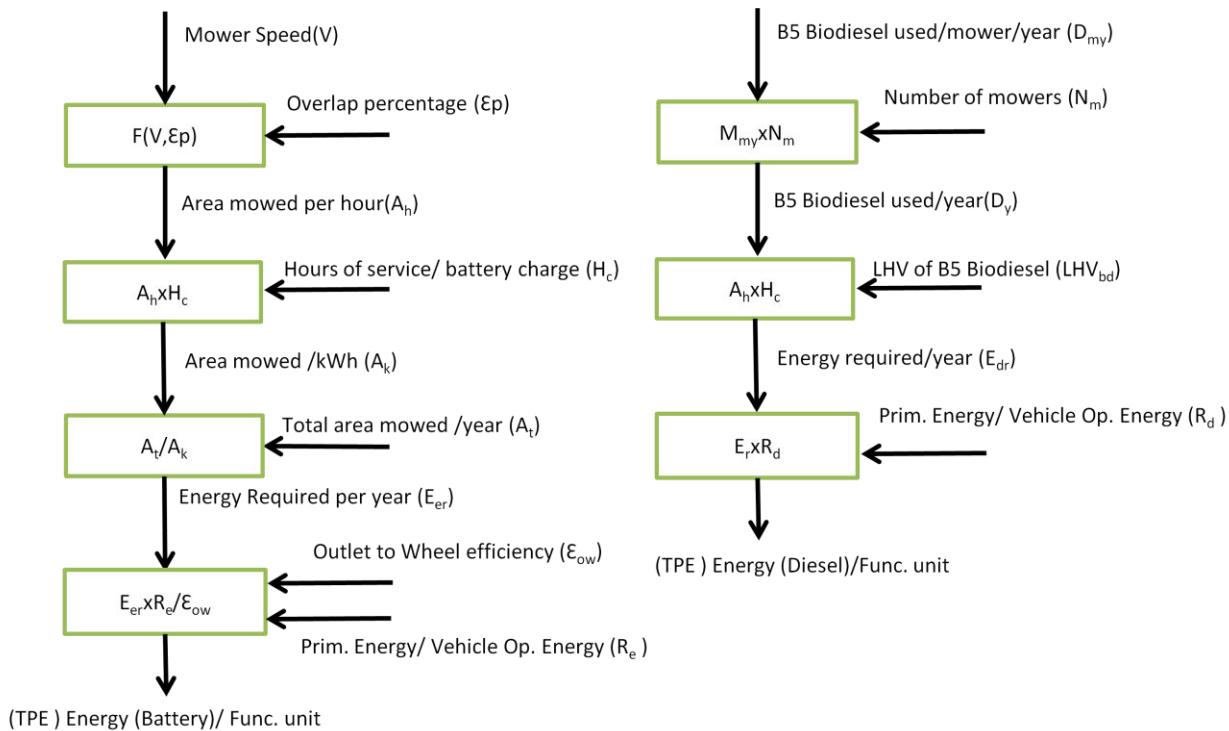 Mower Speed(V)
Overlap percentage (Ɛp)
F(V,Ɛp)
Area mowed per hour(Aₕ)
Hours of service/ battery charge (H꜀)
AₕxH꜀
Area mowed /kWh (Aₖ)
Total area mowed /year (Aₜ)
Aₜ/Aₖ
Energy Required per year (Eₑᵣ)
Outlet to Wheel efficiency (Ɛow)
EₑᵣxRₑ/Ɛow
Prim. Energy/ Vehicle Op. Energy (Rₑ )
(TPE ) Energy (Battery)/ Func. unit
B5 Biodiesel used/mower/year (Dmy)
Number of mowers (Nₘ)
MmyxNₘ
B5 Biodiesel used/year(Dy)
LHV of B5 Biodiesel (LHVbd)
AₕxH꜀
Energy required/year (Edr)
Prim. Energy/ Vehicle Op. Energy (Rd )
EᵣxRd
(TPE ) Energy (Diesel)/Func. unit